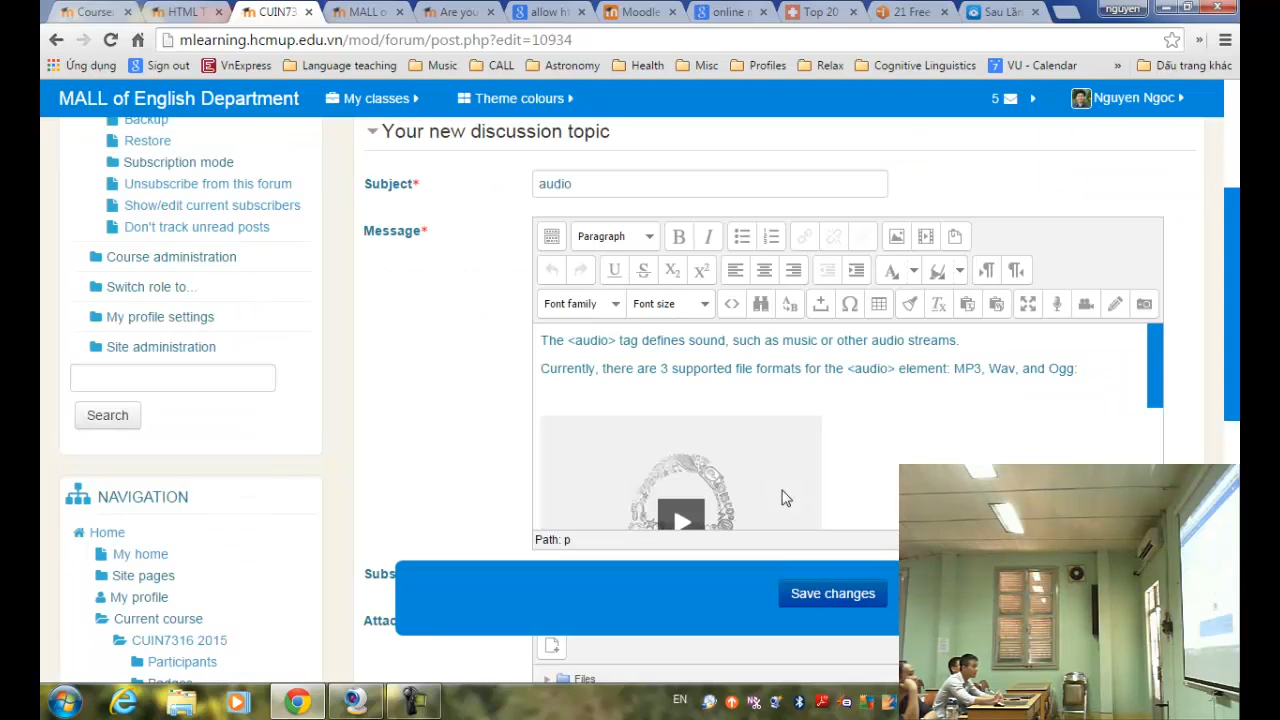 Course:
HTML T
CUIN73
MALL o
Are you
allow ht
Moodle
online n
Top 20
21 Free
Sau Lần
nguyen
mlearning.hcmup.edu.vn/mod/forum/post.php?edit=10934
Ứng dụng
Sign out
VnExpress
Language teaching
Music
CALL
Astronomy
Health
Misc
Profiles
Relax
Cognitive Linguistics
VU - Calendar
»
Dấu trang khác
MALL of English Department
My classes
Theme colours
5
Nguyen Ngoc
Backup
Restore
Subscription mode
Unsubscribe from this forum
Show/edit current subscribers
Don't track unread posts
Course administration
Switch role to...
My profile settings
Site administration
Search
NAVIGATION
Home
My home
Site pages
My profile
Current course
CUIN7316 2015
Participants
Badges
Your new discussion topic
Subject*
audio
Message*
Paragraph
Font family
Font size
The <audio> tag defines sound, such as music or other audio streams.
Currently, there are 3 supported file formats for the <audio> element: MP3, Wav, and Ogg:
Path: p
Subs
Save changes
Attac
Files
EN